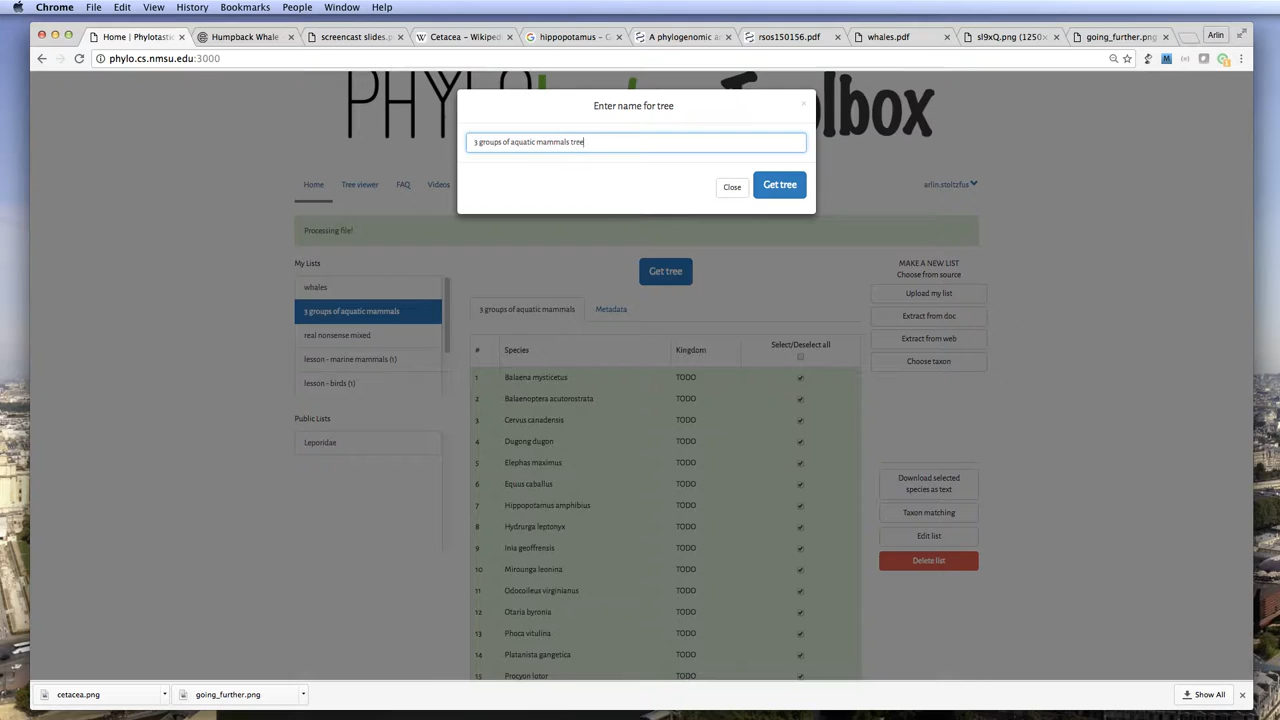 Chrome File Edit View History Bookmarks People Window Help
Home | Phylotastic × Humpback Whale × screencast slides.p × Cetacea – Wikiped × hippopotamus – G × A phylogenomic an × rsos150156.pdf × whales.pdf × sl9xQ.png (1250× × going_further.png × Arlin
phylo.cs.nmsu.edu:3000
PHYLO Toolbox
Enter name for tree ×
3 groups of aquatic mammals tree
Close Get tree
Home Tree viewer FAQ Videos arlin.stoltzfus
Processing file!
My Lists
whales
3 groups of aquatic mammals
real nonsense mixed
lesson - marine mammals (1)
lesson - birds (1)
Public Lists
Leporidae
Get tree
3 groups of aquatic mammals Metadata
# Species Kingdom Select/Deselect all
1 Balaena mysticetus TODO
2 Balaenoptera acutorostrata TODO
3 Cervus canadensis TODO
4 Dugong dugon TODO
5 Elephas maximus TODO
6 Equus caballus TODO
7 Hippopotamus amphibius TODO
8 Hydrurga leptonyx TODO
9 Inia geoffrensis TODO
10 Mirounga leonina TODO
11 Odocoileus virginianus TODO
12 Otaria byronia TODO
13 Phoca vitulina TODO
14 Platanista gangetica TODO
15 Procyon lotor TODO
MAKE A NEW LIST
Choose from source
Upload my list
Extract from doc
Extract from web
Choose taxon
Download selected
species as text
Taxon matching
Edit list
Delete list
cetacea.png going_further.png Show All